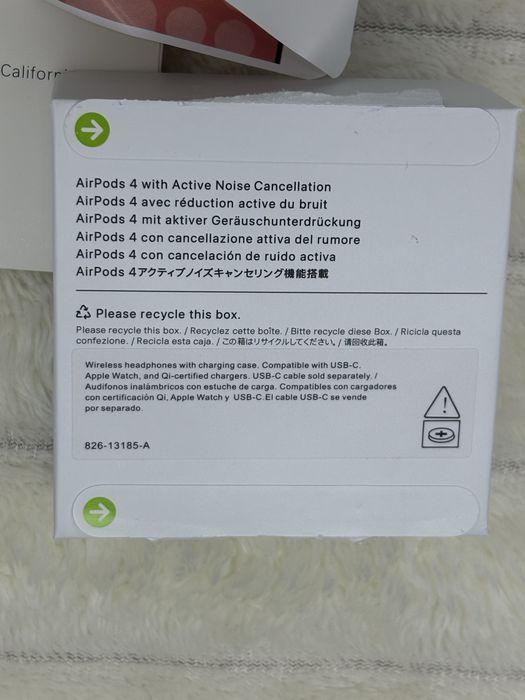 AirPods 4 with Active Noise Cancellation
AirPods 4 avec réduction active du bruit
AirPods 4 mit aktiver Geräuschunterdrückung
AirPods 4 con cancellazione attiva del rumore
AirPods 4 con cancelación de ruido activa
AirPods 4アクティブノイズキャンセリング機能搭載
Please recycle this box.
Please recycle this box. / Recyclez cette boîte. / Bitte recycle diese Box. / Ricicla questa
confezione. / Recicla esta caja. / この箱はリサイクルしてください。/ 请回收此箱。
Wireless headphones with charging case. Compatible with USB-C.
Apple Watch, and Qi-certified chargers. USB-C cable sold separately. /
Audífonos inalámbricos con estuche de carga. Compatibles con cargadores
con certificación Qi, Apple Watch y USB-C.El cable USB-C se vende
por separado.
826-13185-A